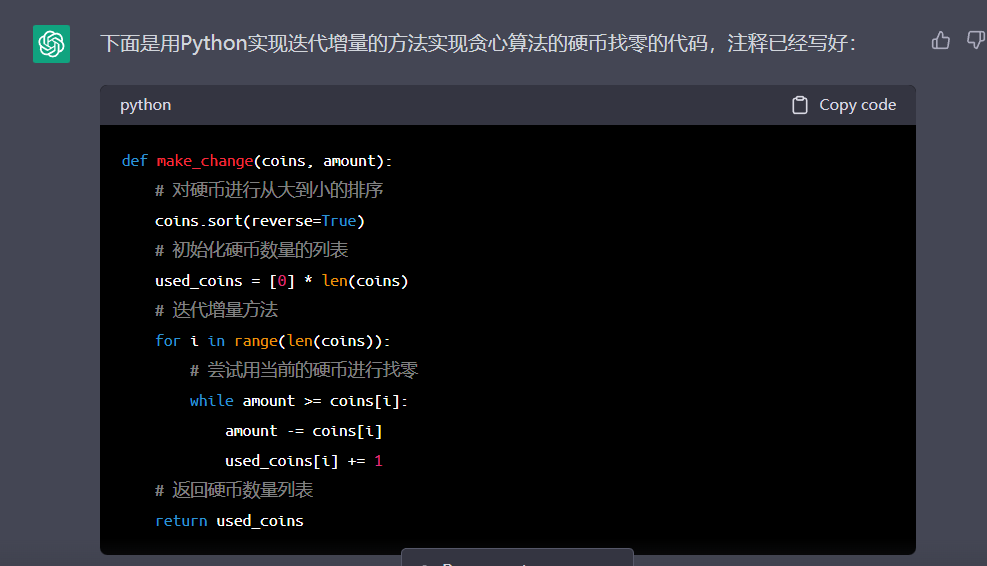 下面是用Python实现迭代增量的方法实现贪心算法的硬币找零的代码，注释已经写好：
python
Copy code
def make_change(coins, amount):
    # 对硬币进行从大到小的排序
    coins.sort(reverse=True)
    # 初始化硬币数量的列表
    used_coins = [0] * len(coins)
    # 迭代增量方法
    for i in range(len(coins)):
        # 尝试用当前的硬币进行找零
        while amount >= coins[i]:
            amount -= coins[i]
            used_coins[i] += 1
    # 返回硬币数量列表
    return used_coins